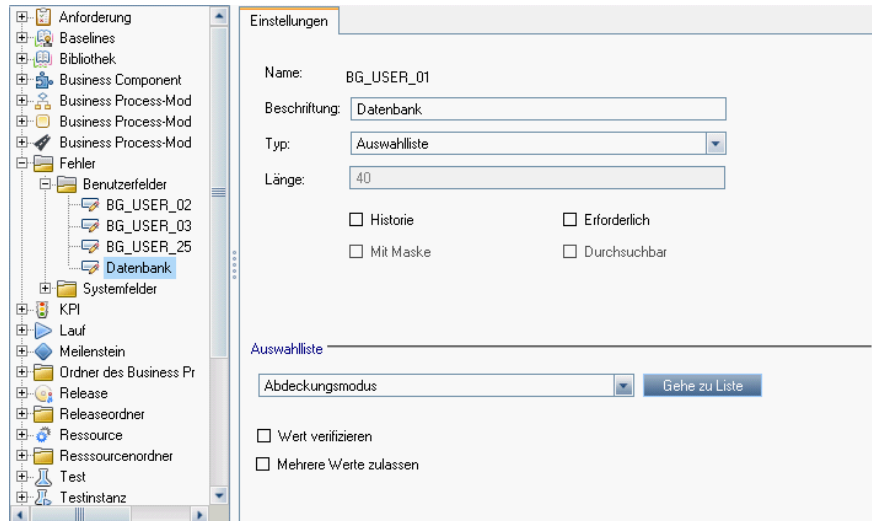 Anforderung
Baselines
Bibliothek
Business Component
Business Process-Mod
Business Process-Mod
Business Process-Mod
Fehler
Benutzerfelder
BG_USER_02
BG_USER_03
BG_USER_25
Datenbank
Systemfelder
KPI
Lauf
Meilenstein
Ordner des Business Pr
Release
Releaseordner
Ressource
Resssourcenordner
Test
Testinstanz
Einstellungen
Name: BG_USER_01
Beschriftung: Datenbank
Typ: Auswahlliste
Länge: 40
Historie Erforderlich
Mit Maske Durchsuchbar
Auswahlliste
Abdeckungsmodus Gehe zu Liste
Wert verifizieren
Mehrere Werte zulassen